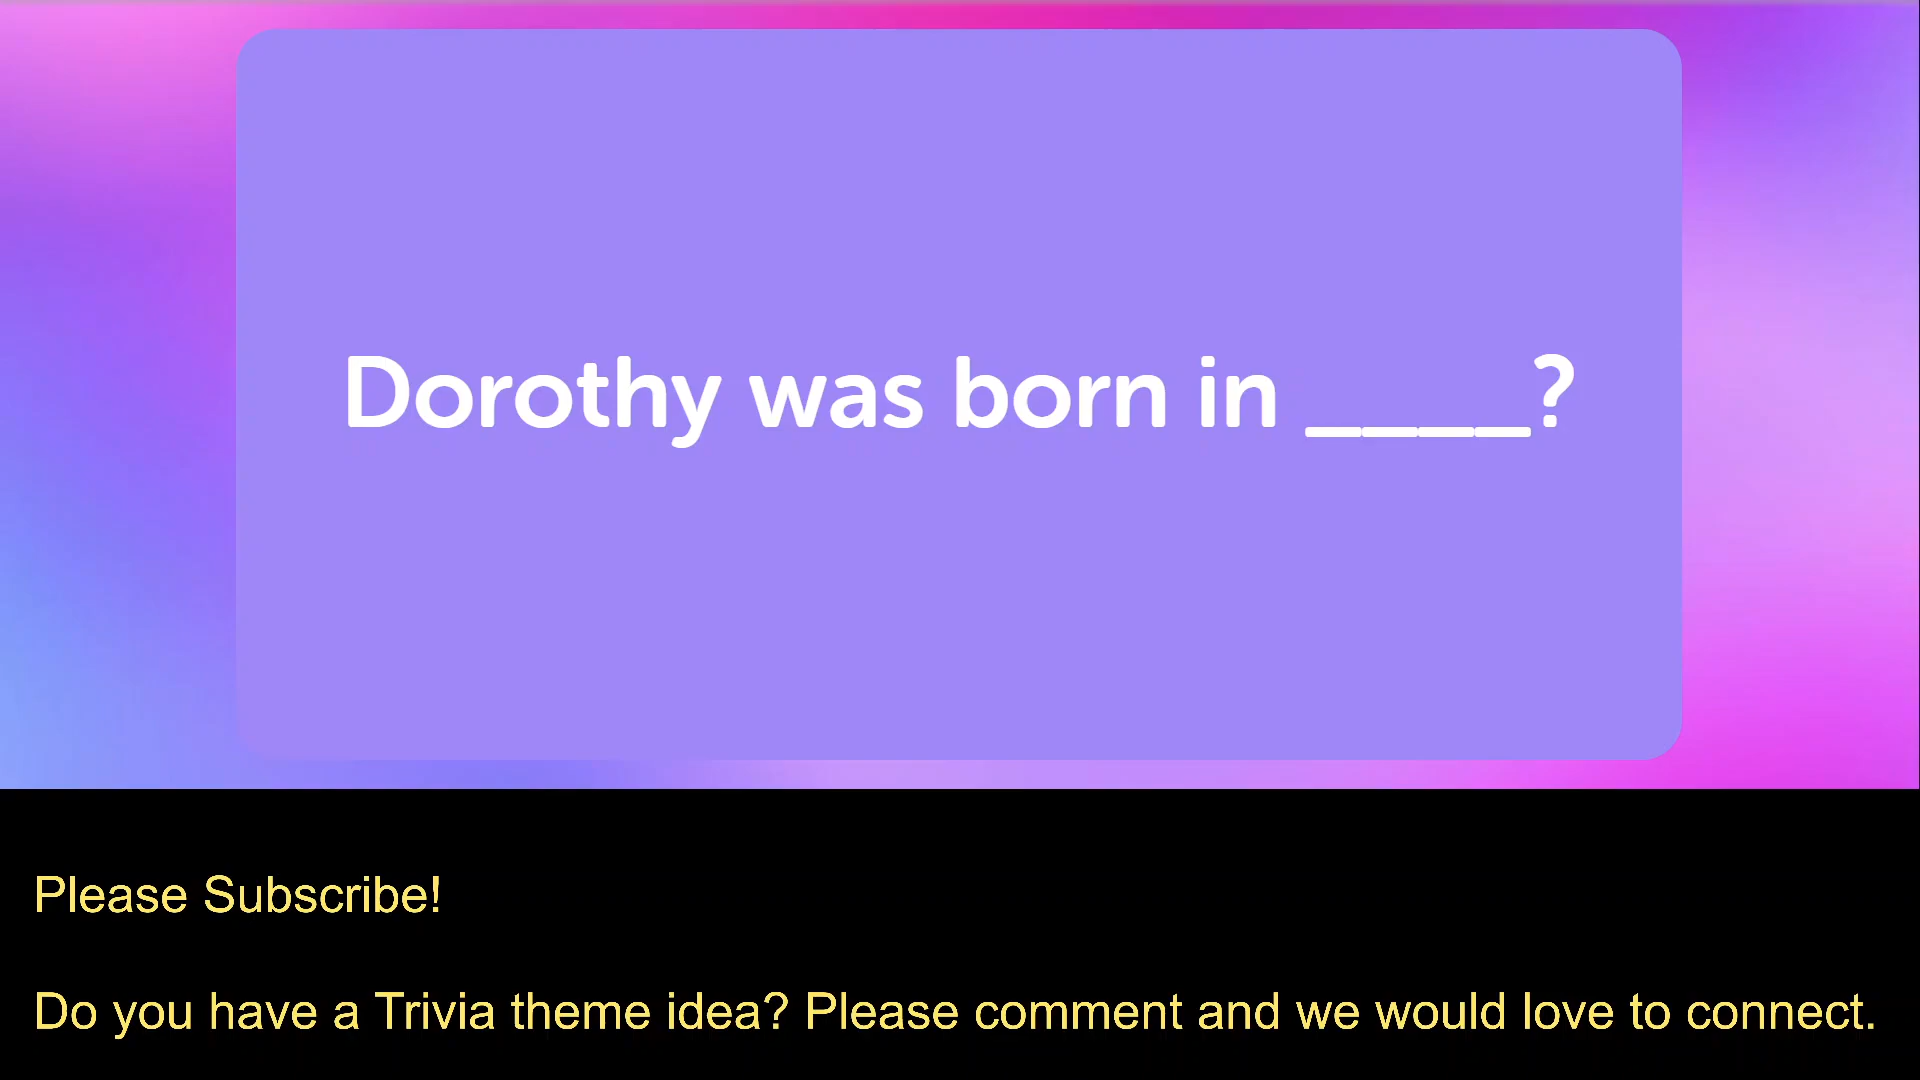 Dorothy was born in ____?
Please Subscribe!
Do you have a Trivia theme idea? Please comment and we would love to connect.